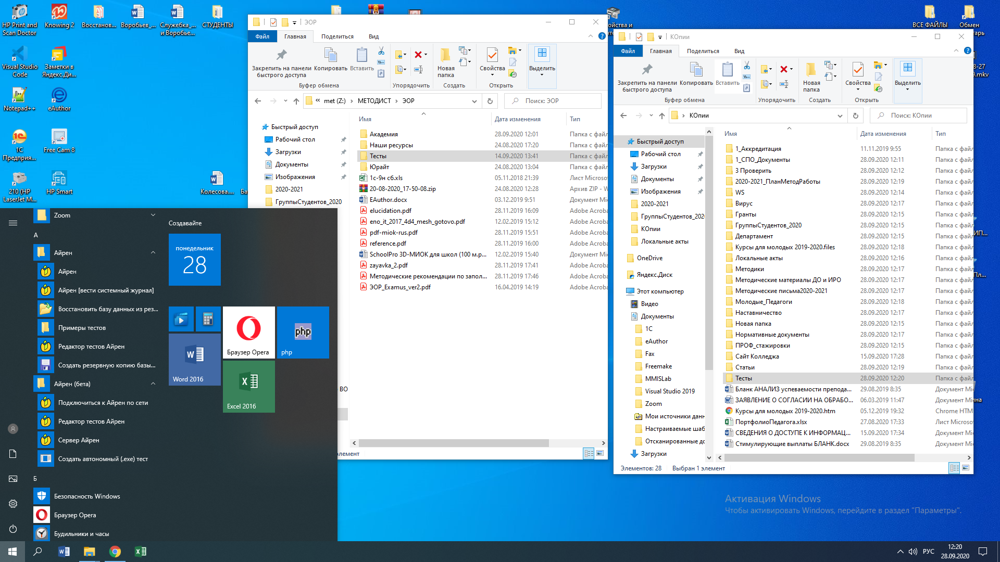 HP Print and
Scan Doctor
Knowing 2
Восстанов...
Воробьев_...
Служебка_...
и Воробье...
СТУДЕНТЫ
ВСЕ ФАЙЛЫ
Обмен
Visual Studio
Code
Заметки в
Яндекс.Ди...
Notepad++
eAuthor
1С
Предприя...
Free Cam 8
210 (HP
LaserJet M...
HP Smart
Колесова....
ЭОР
Файл
Главная
Поделиться
Вид
Закрепить на панели
быстрого доступа
Копировать
Вставить
Новая
папка
Свойства
Выделить
Буфер обмена
Упорядочить
Создать
Открыть
« met (Z:) › МЕТОДИСТ › ЭОР
Поиск: ЭОР
Имя
Дата изменения
Тип
Быстрый доступ
Рабочий стол
Загрузки
Документы
Изображения
2020-2021
ГруппыСтудентов_2020
Академия 28.09.2020 12:01 Папка с файл
Наши ресурсы 24.08.2020 17:20 Папка с файл
Тесты 14.09.2020 13:41 Папка с файл
Юрайт 24.08.2020 13:04 Папка с файл
1с-9н сб.xls 05.11.2018 21:39 Лист Microso
20-08-2020_17-50-08.zip 24.08.2020 12:28 Архив ZIP - W
EAuthor.docx 03.12.2019 9:51 Документ Mi
elucidation.pdf 28.11.2019 16:09 Adobe Acroba
eno_it_2017_4d4_mesh_gotovo.pdf 12.02.2019 15:12 Adobe Acroba
pdf-miok-rus.pdf 28.11.2019 15:51 Adobe Acroba
reference.pdf 28.11.2019 16:00 Adobe Acroba
SchoolPro 3D-МИОК для школ (100 м.р... 12.02.2019 15:40 Документ Mi
zayavka_2.pdf 28.11.2019 17:41 Adobe Acroba
Методические рекомендации по запол... 28.11.2019 17:46 Adobe Acroba
ЭОР_Examus_ver2.pdf 16.04.2019 14:19 Adobe Acroba
ВО
элемент
КОпии
Файл
Главная
Поделиться
Вид
Закрепить на панели
быстрого доступа
Копировать
Вставить
Новая
папка
Свойства
Выделить
Буфер обмена
Упорядочить
Создать
Открыть
› КОпии
Поиск: КОпии
Имя
Дата изменения
Тип
Быстрый доступ
Рабочий стол
Загрузки
Документы
Изображения
2020-2021
ГруппыСтудентов_202
КОпии
Локальные акты
OneDrive
Яндекс.Диск
Этот компьютер
Видео
Документы
1C
eAuthor
Fax
Freemake
MMISLab
Visual Studio 2019
Zoom
Мои источники данн
Настраиваемые шаб
Отсканированные до
Загрузки
1_Аккредитация 11.11.2019 9:55 Папка с файл
1_СПО_Документы 28.09.2020 12:11 Папка с файл
3 Проверить 28.09.2020 12:12 Папка с файл
2020-2021_ПланМетодРаботы 28.09.2020 12:19 Папка с файл
WS 28.09.2020 12:14 Папка с файл
Вирус 28.09.2020 12:17 Папка с файл
Гранты 28.09.2020 12:15 Папка с файл
ГруппыСтудентов_2020 28.09.2020 12:15 Папка с файл
Департамент 28.09.2020 12:15 Папка с файл
Курсы для молодых 2019-2020.files 28.09.2020 12:18 Папка с файл
Локальные акты 28.09.2020 12:16 Папка с файл
Методики 28.09.2020 12:17 Папка с файл
Методические материалы ДО и ИРО 28.09.2020 12:17 Папка с файл
Методические письма2020-2021 28.09.2020 12:17 Папка с файл
Молодые_Педагоги 28.09.2020 12:18 Папка с файл
Наставничество 28.09.2020 12:17 Папка с файл
Новая папка 28.09.2020 12:15 Папка с файл
Нормативные документы 28.09.2020 12:17 Папка с файл
ПРОФ_стажировки 28.09.2020 12:15 Папка с файл
Сайт Колледжа 15.09.2020 17:28 Папка с файл
Статьи 28.09.2020 12:19 Папка с файл
Тесты 28.09.2020 12:20 Папка с файл
Бланк АНАЛИЗ успеваемости препода... 29.08.2019 8:35 Документ Mi
ЗАЯВЛЕНИЕ О СОГЛАСИИ НА ОБРАБО... 06.03.2019 11:47 Документ Mi
Курсы для молодых 2019-2020.htm 05.12.2019 19:32 Chrome HTM
ПортфолиоПедагога.xlsx 27.08.2020 17:33 Лист Microso
СВЕДЕНИЯ О ДОСТУПЕ К ИНФОРМАЦ... 15.09.2020 17:34 Документ Mi
Стимулирующие выплаты БЛАНК.docx 29.08.2019 8:35 Документ Mi
Элементов: 28
Выбран 1 элемент
Zoom
A
Айрен
Айрен
Айрен [вести системный журнал]
Восстановить базу данных из рез...
Примеры тестов
Редактор тестов Айрен
Создать резервную копию базы...
Айрен (бета)
Подключиться к Айрен по сети
Редактор тестов Айрен
Сервер Айрен
Создать автономный (.exe) тест
Б
Безопасность Windows
Браузер Opera
Будильники и часы
Создавайте
понедельник
28
Браузер Opera
php
php
Word 2016
Excel 2016
Активация Windows
Чтобы активировать Windows, перейдите в раздел "Параметры".
РУС
12:20
28.09.2020